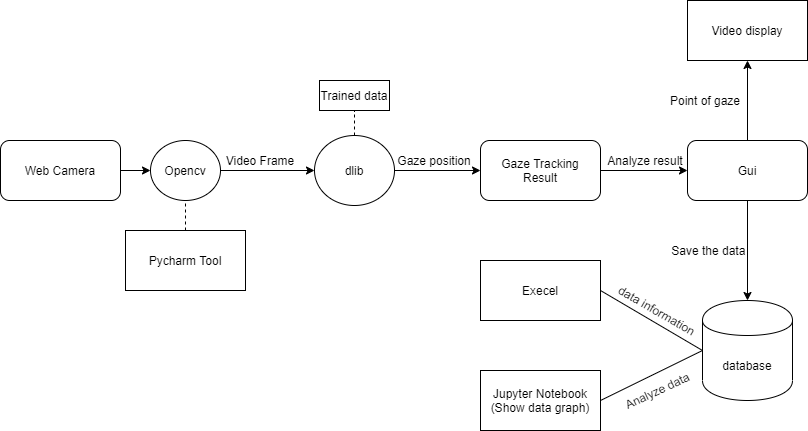 Video display
Point of gaze
Trained data
Web Camera
Opencv
Video Frame
dlib
Gaze position
Gaze Tracking
Result
Analyze result
Gui
Pycharm Tool
Save the data
Execel
data information
database
Jupyter Notebook
(Show data graph)
Analyze data